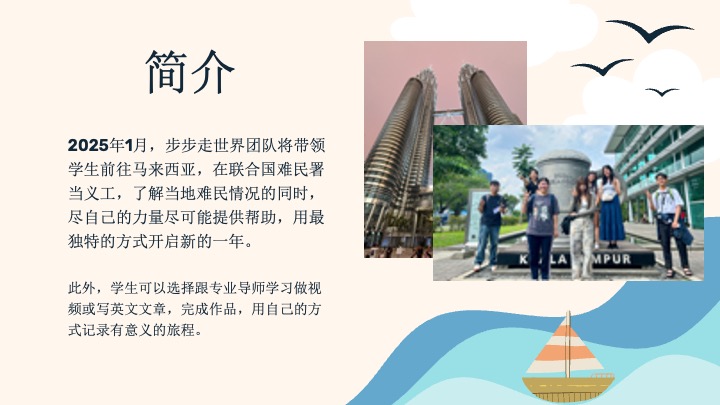 简介
2025年1月，步步走世界团队将带领
学生前往马来西亚，在联合国难民署
当义工，了解当地难民情况的同时，
尽自己的力量尽可能提供帮助，用最
独特的方式开启新的一年。
此外，学生可以选择跟专业导师学习做视
频或写英文文章，完成作品，用自己的方
式记录有意义的旅程。
KUALA LUMPUR